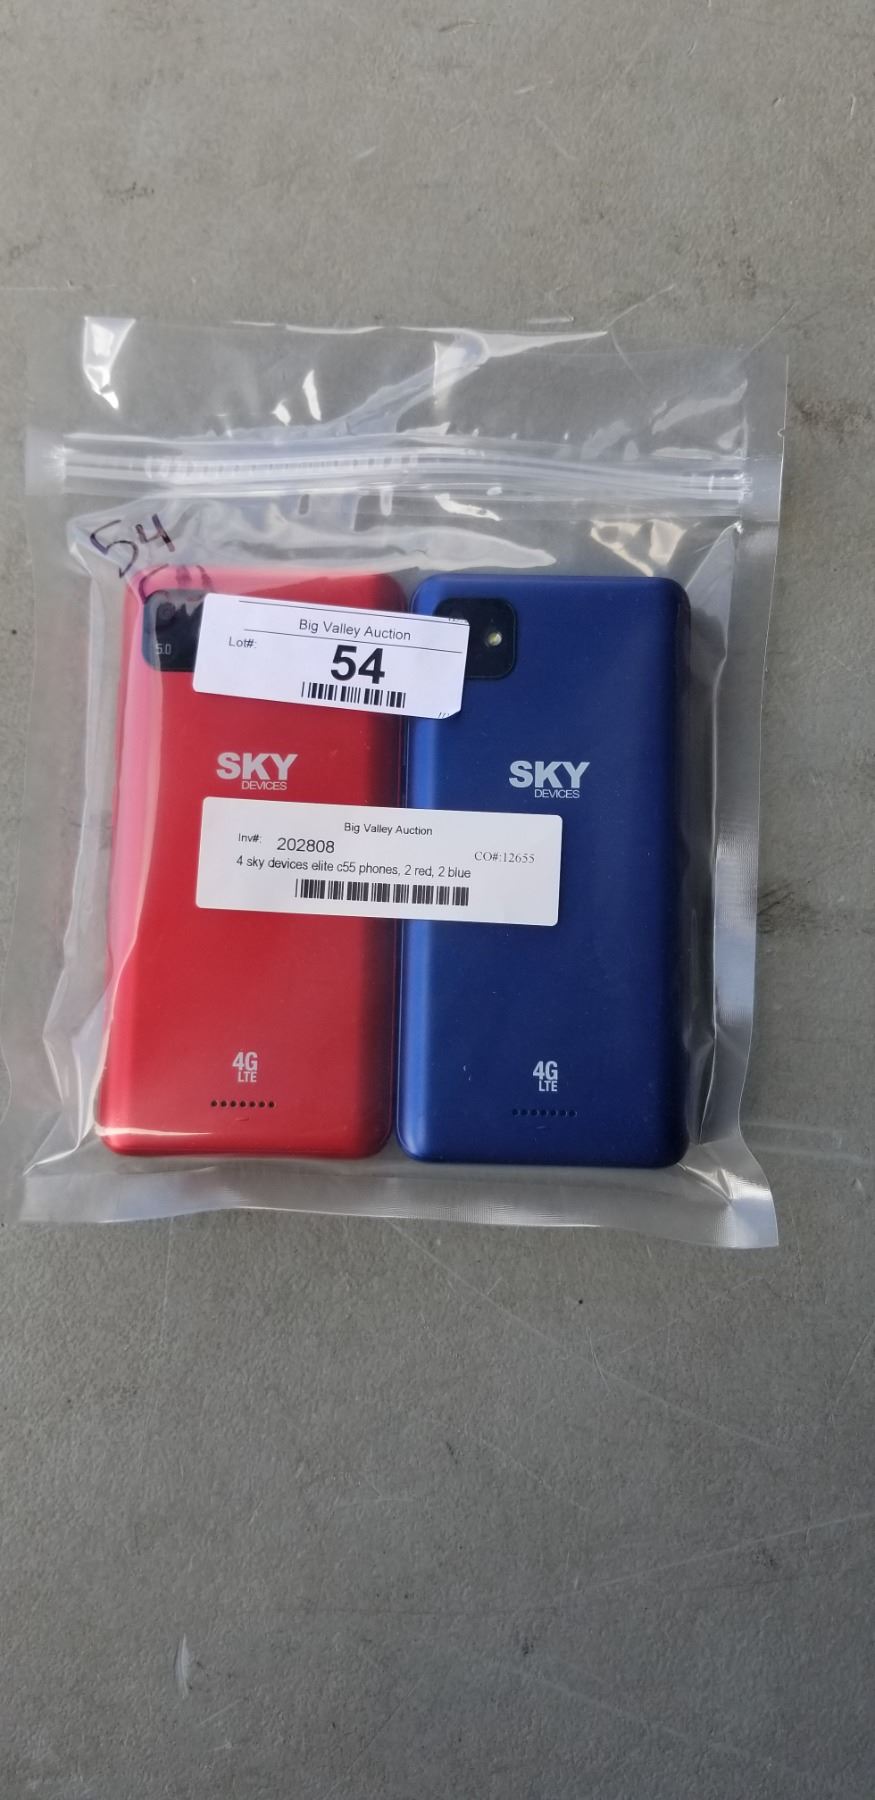 54
Big Valley Auction
Lot#:
54
5.0
SKY
DEVICES
SKY
DEVICES
Big Valley Auction
Inv#: 202808
CO#:12655
4 sky devices elite c55 phones, 2 red, 2 blue
4G
LTE
4G
LTE